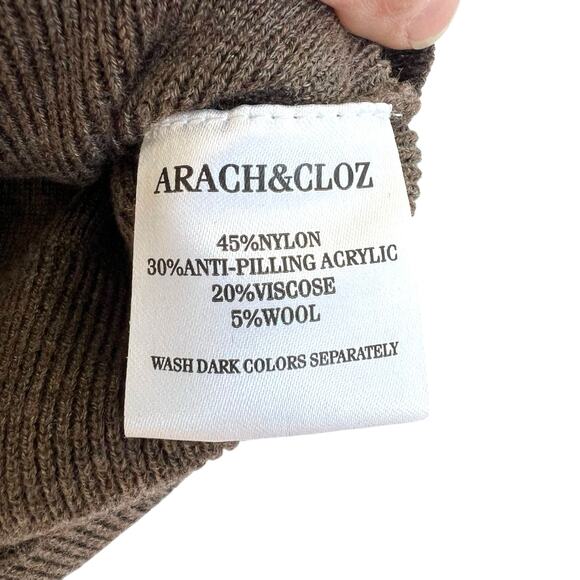 ARACH&CLOZ
45%NYLON
30%ANTI-PILLING ACRYLIC
20%VISCOSE
5%WOOL
WASH DARK COLORS SEPARATELY